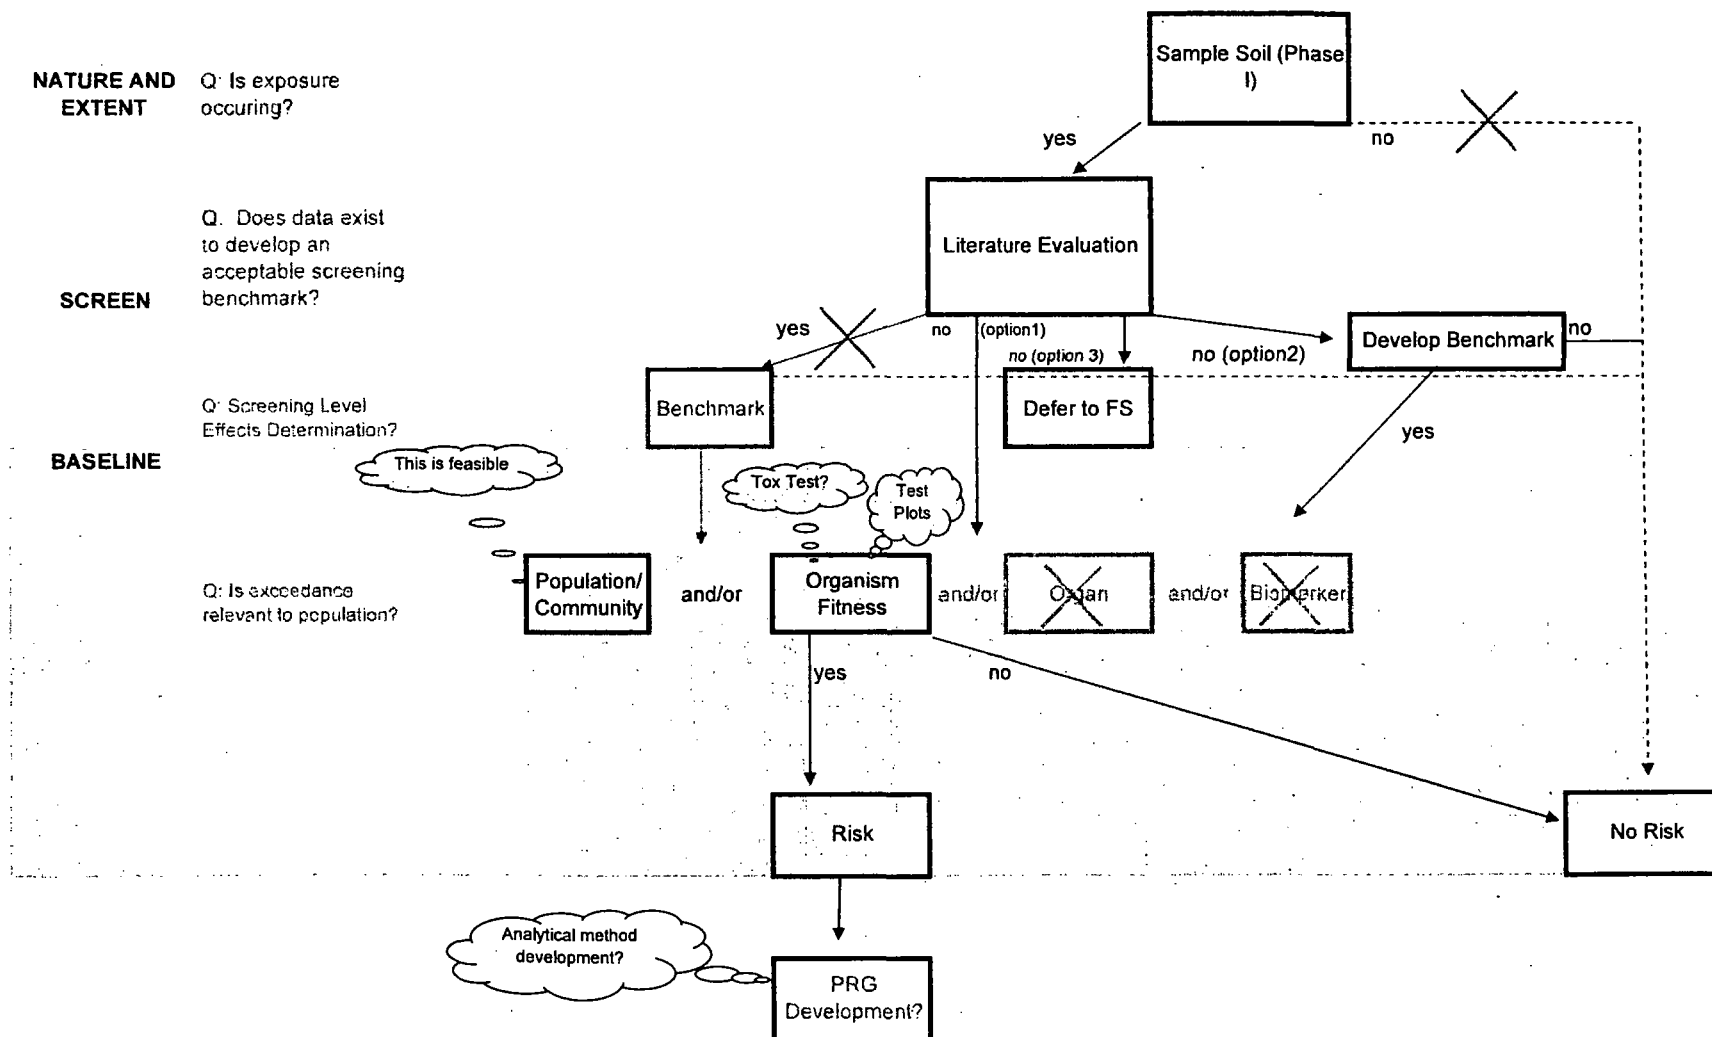 Sample Soil (Phase
I)
NATURE AND
EXTENT
Q: Is exposure
occuring?
yes
no
Q. Does data exist
to develop an
acceptable screening
benchmark?
SCREEN
Literature Evaluation
yes
no
(option1)
no (option 3)
no (option2)
Develop Benchmark
no
Benchmark
Defer to FS
yes
Q: Screening Level
Effects Determination?
BASELINE
This is feasible
Tox Test?
Test
Plots
Q: Is exceedance
relevant to population?
Population/
Community
and/or
Organism
Fitness
and/or
Organ
and/or
Biomarker
yes
no
Risk
No Risk
Analytical method
development?
PRG
Development?